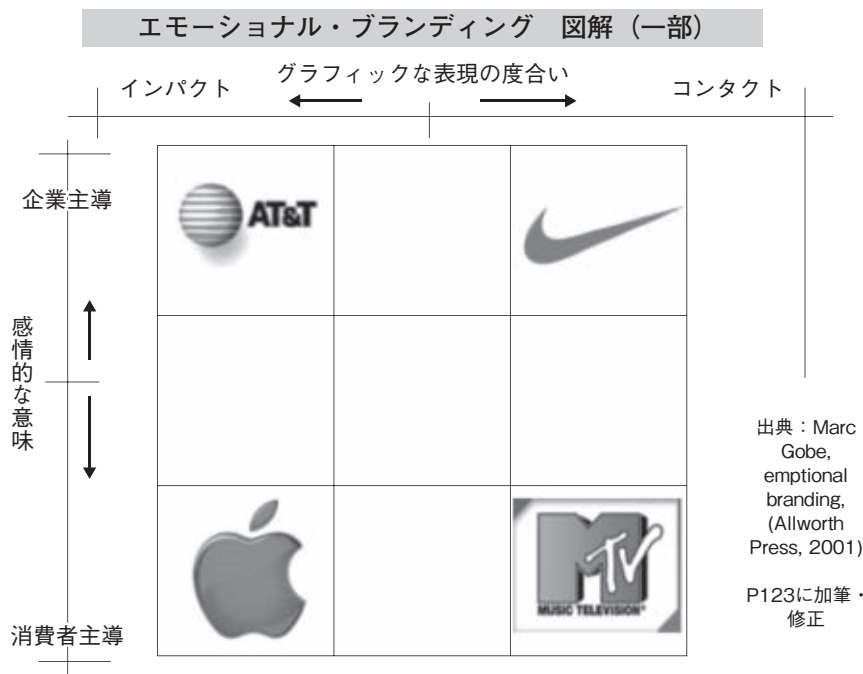 エモーショナル・ブランディング　図解（一部）
グラフィックな表現の度合い
インパクト
コンタクト
企業主導
AT&T
感情的な意味
MTV
MUSIC TELEVISION®
消費者主導
出典：Marc
Gobe,
emptional
branding,
(Allworth
Press, 2001)
P123に加筆・
修正